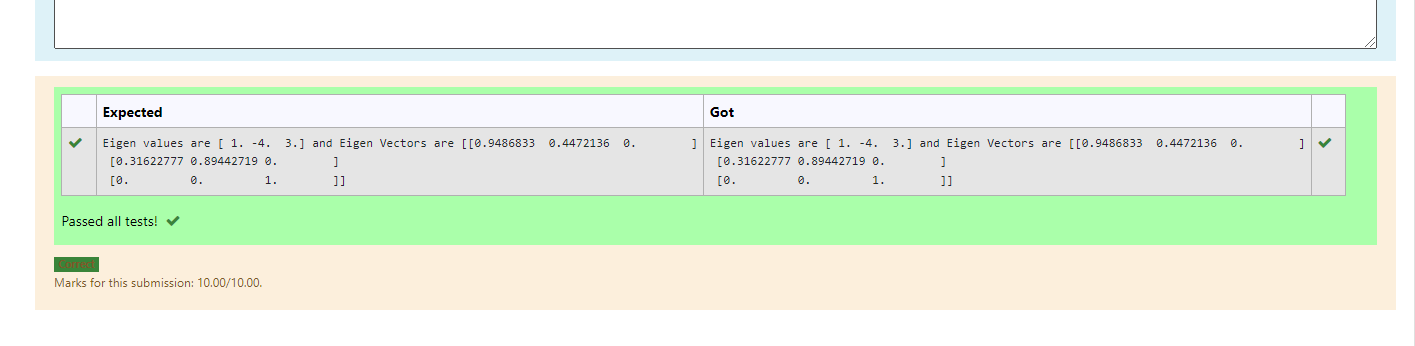 Expected Got
Eigen values are [ 1. -4.  3.] and Eigen Vectors are [[0.9486833  0.4472136  0.        ] Eigen values are [ 1. -4.  3.] and Eigen Vectors are [[0.9486833  0.4472136  0.        ]
[0.31622777 0.89442719 0.        ] [0.31622777 0.89442719 0.        ]
[0.         0.         1.        ]] [0.         0.         1.        ]]
Passed all tests!
Correct
Marks for this submission: 10.00/10.00.